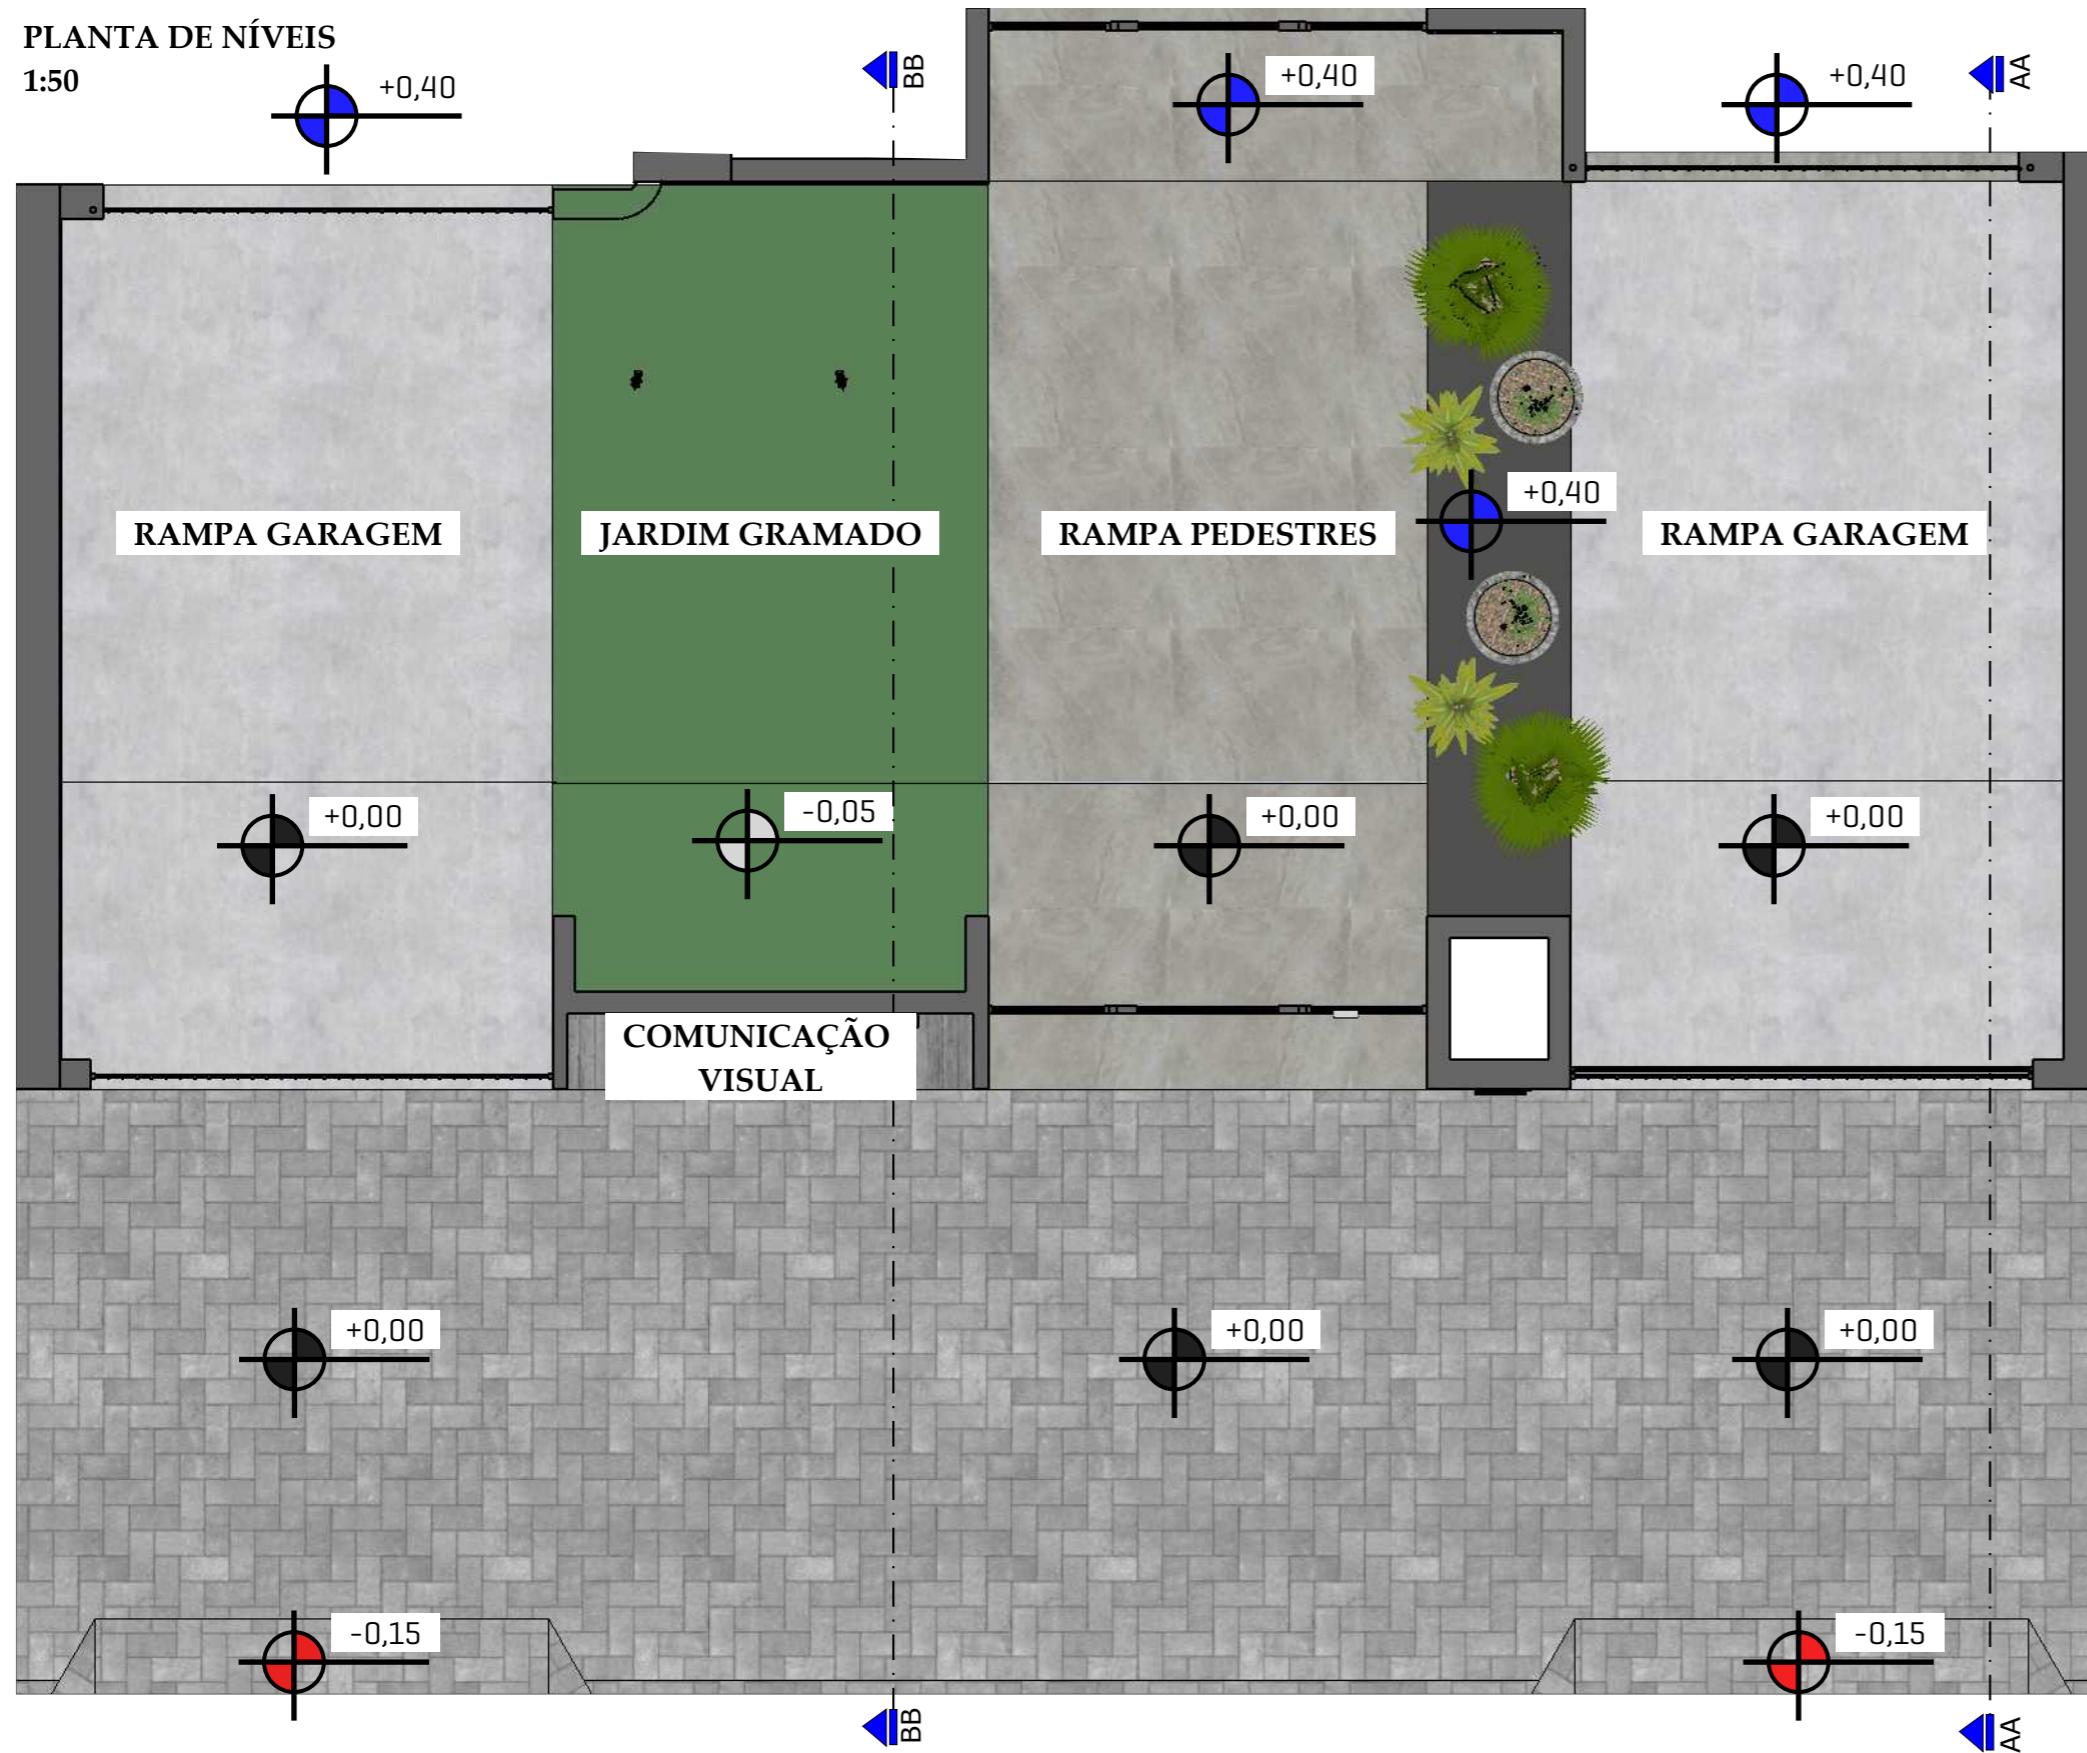 PLANTA DE NÍVEIS
1:50
+0,40
BB
+0,40
+0,40
AA
+0,40
RAMPA GARAGEM
JARDIM GRAMADO
RAMPA PEDESTRES
RAMPA GARAGEM
+0,00
-0,05
+0,00
+0,00
COMUNICAÇÃO
VISUAL
+0,00
+0,00
+0,00
-0,15
-0,15
BB
AA